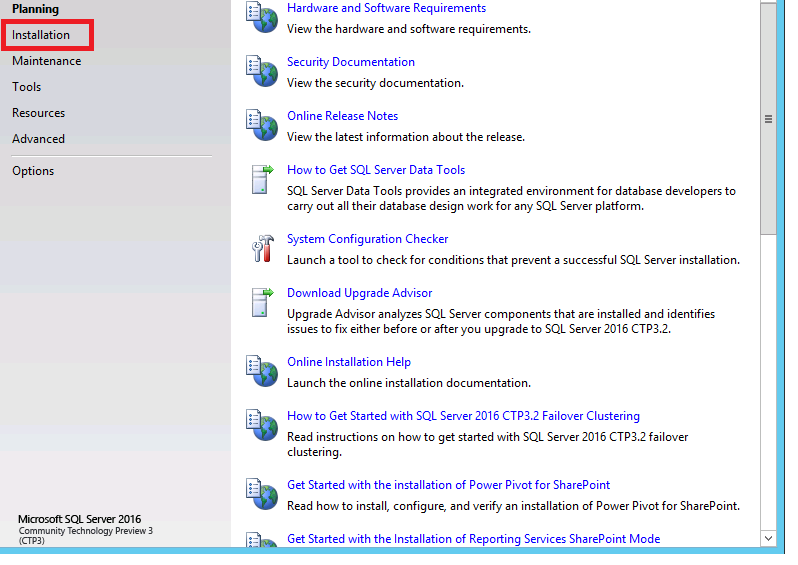 Planning
Installation
Maintenance
Tools
Resources
Advanced
Options
Microsoft SQL Server 2016
Community Technology Preview 3
(CTP3)
Hardware and Software Requirements
View the hardware and software requirements.
Security Documentation
View the security documentation.
Online Release Notes
View the latest information about the release.
How to Get SQL Server Data Tools
SQL Server Data Tools provides an integrated environment for database developers to
carry out all their database design work for any SQL Server platform.
System Configuration Checker
Launch a tool to check for conditions that prevent a successful SQL Server installation.
Download Upgrade Advisor
Upgrade Advisor analyzes SQL Server components that are installed and identifies
issues to fix either before or after you upgrade to SQL Server 2016 CTP3.2.
Online Installation Help
Launch the online installation documentation.
How to Get Started with SQL Server 2016 CTP3.2 Failover Clustering
Read instructions on how to get started with SQL Server 2016 CTP3.2 failover
clustering.
Get Started with the installation of Power Pivot for SharePoint
Read how to install, configure, and verify an installation of Power Pivot for SharePoint.
Get Started with the Installation of Reporting Services SharePoint Mode